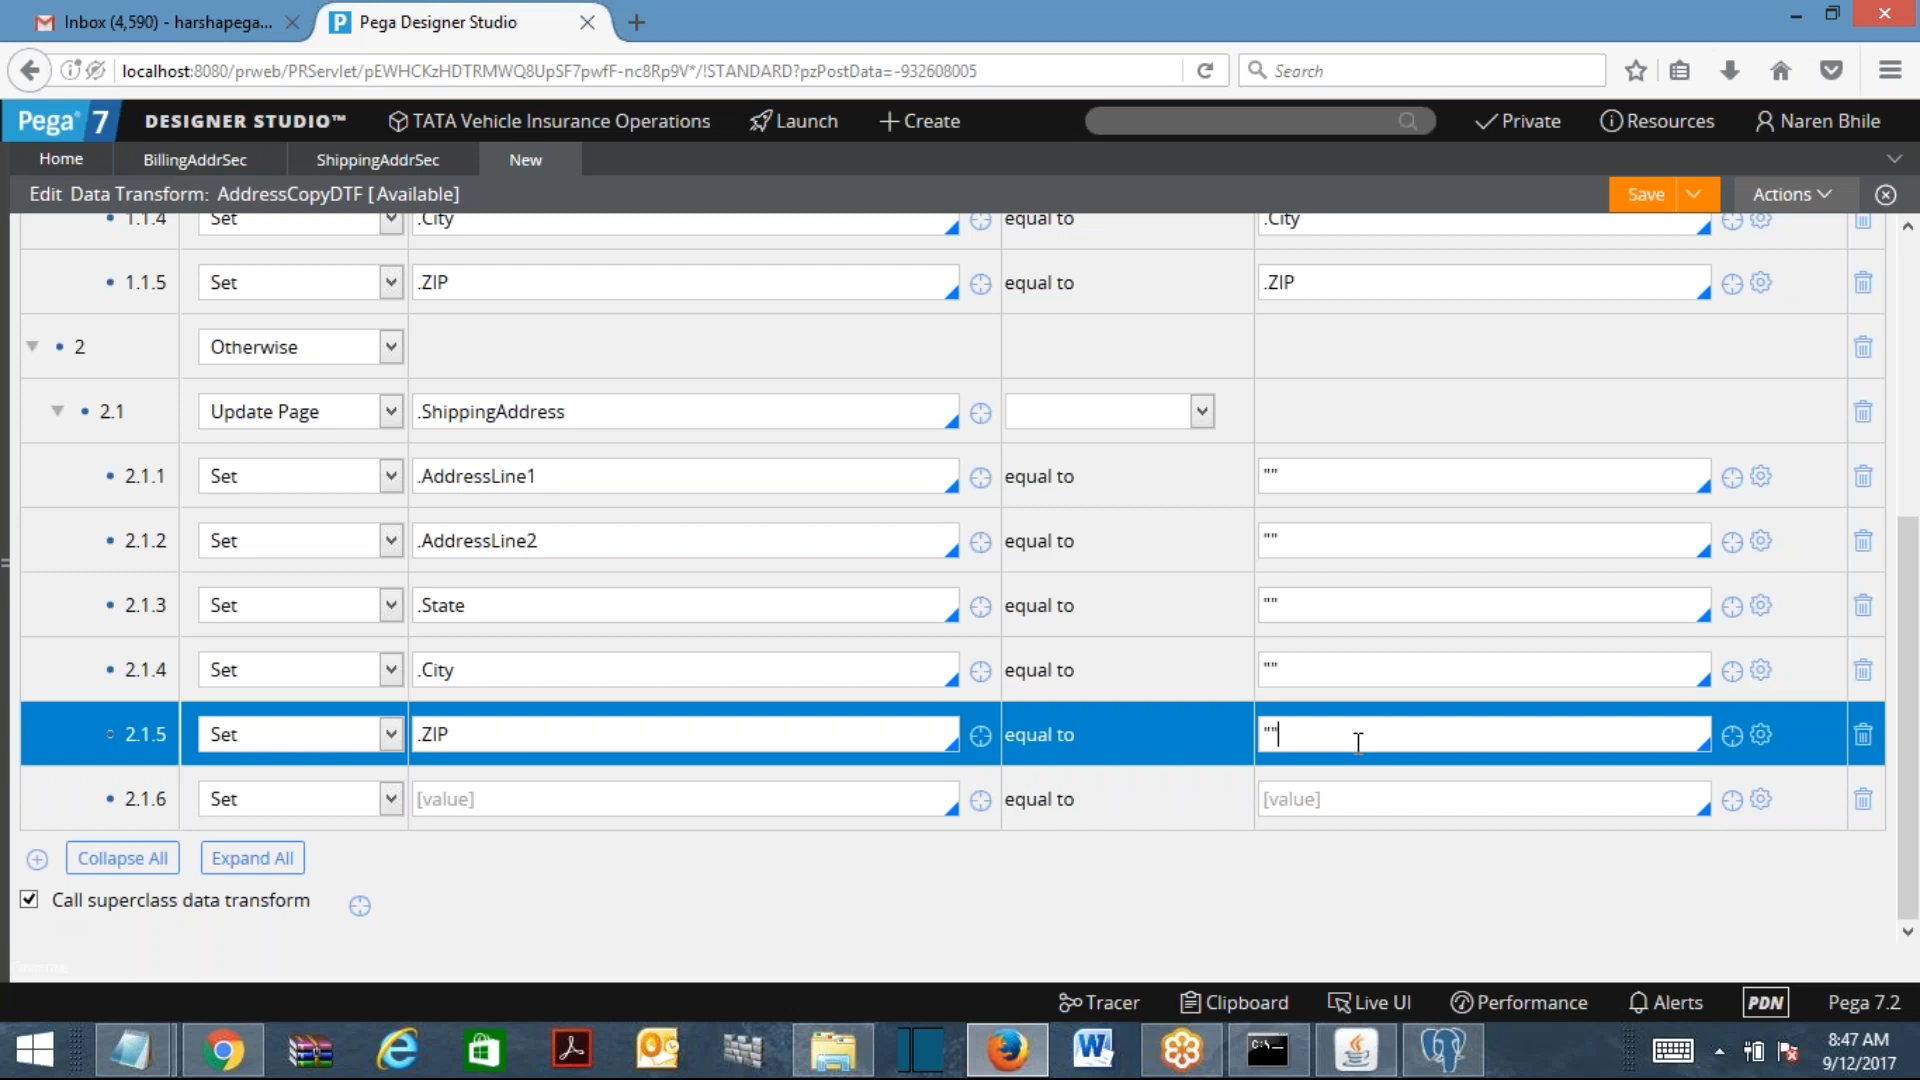 Inbox (4,590) - harshapega...
Pega Designer Studio
localhost:8080/prweb/PRServlet/pEWHCKzHDTRMWQ8UpSF7pwfF-nc8Rp9V*/!STANDARD?pzPostData=-932608005
Search
Pega 7 DESIGNER STUDIO™ TATA Vehicle Insurance Operations Launch Create Private Resources Naren Bhile
Home BillingAddrSec ShippingAddrSec New
Edit Data Transform: AddressCopyDTF [Available] Save Actions
1.1.4 Set .City equal to .City
1.1.5 Set .ZIP equal to .ZIP
2 Otherwise
2.1 Update Page .ShippingAddress
2.1.1 Set .AddressLine1 equal to ""
2.1.2 Set .AddressLine2 equal to ""
2.1.3 Set .State equal to ""
2.1.4 Set .City equal to ""
2.1.5 Set .ZIP equal to ""
2.1.6 Set [value] equal to [value]
Collapse All Expand All
Call superclass data transform
Tracer Clipboard Live UI Performance Alerts PDN Pega 7.2
8:47 AM
9/12/2017